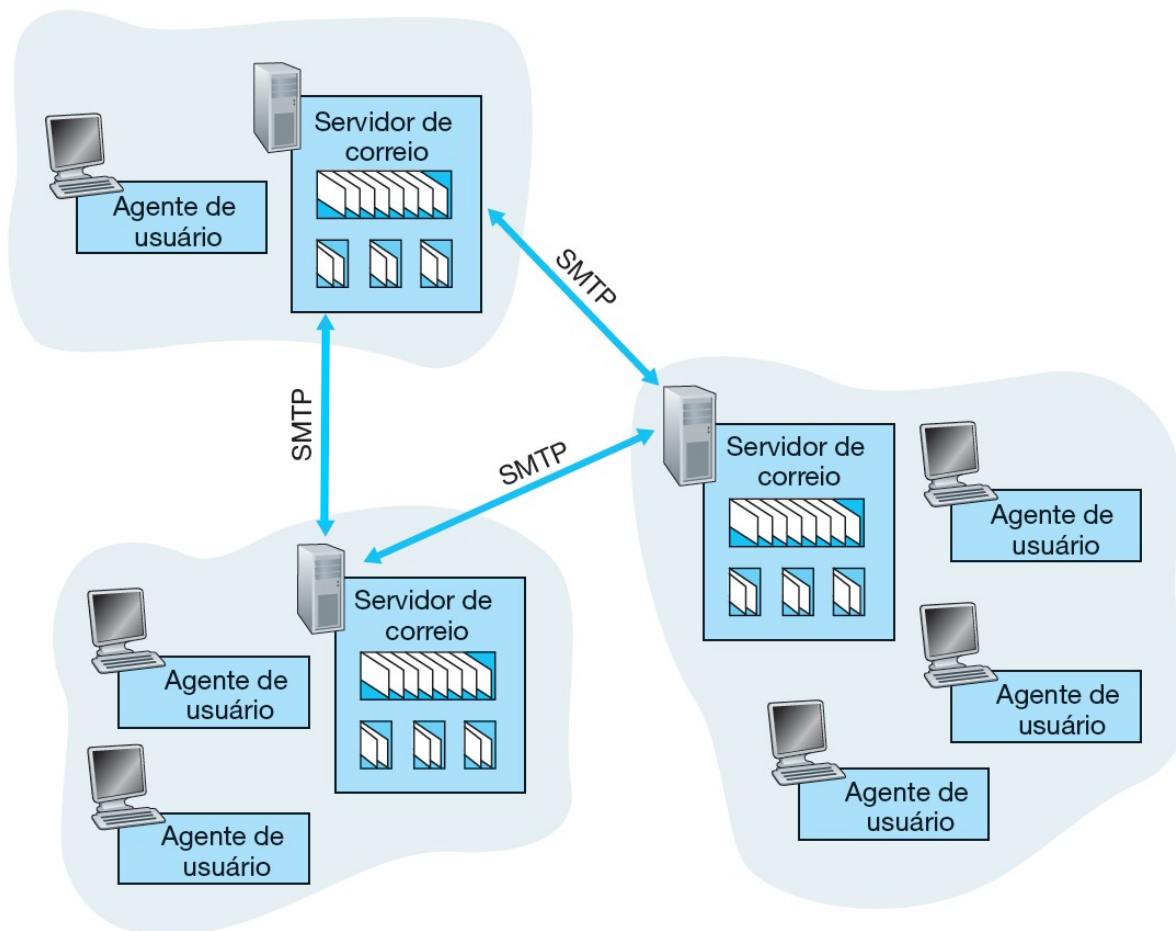 Servidor de
correio
Agente de
usuário
SMTP
SMTP
SMTP
Servidor de
correio
Agente de
usuário
Agente de
usuário
Agente de
usuário
Servidor de
correio
Agente de
usuário
Agente de
usuário